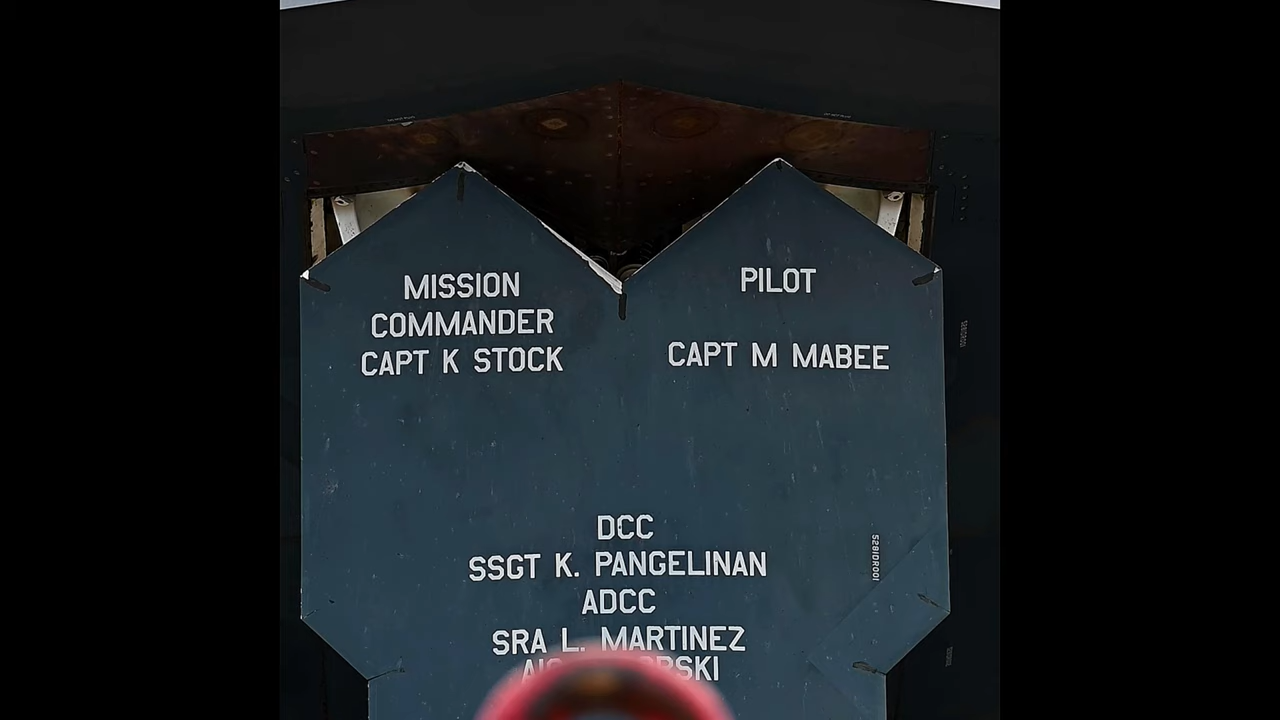 MISSION
COMMANDER
CAPT K STOCK
PILOT
CAPT M MABEE
DCC
SSGT K. PANGELINAN
ADCC
SRA L. MARTINEZ